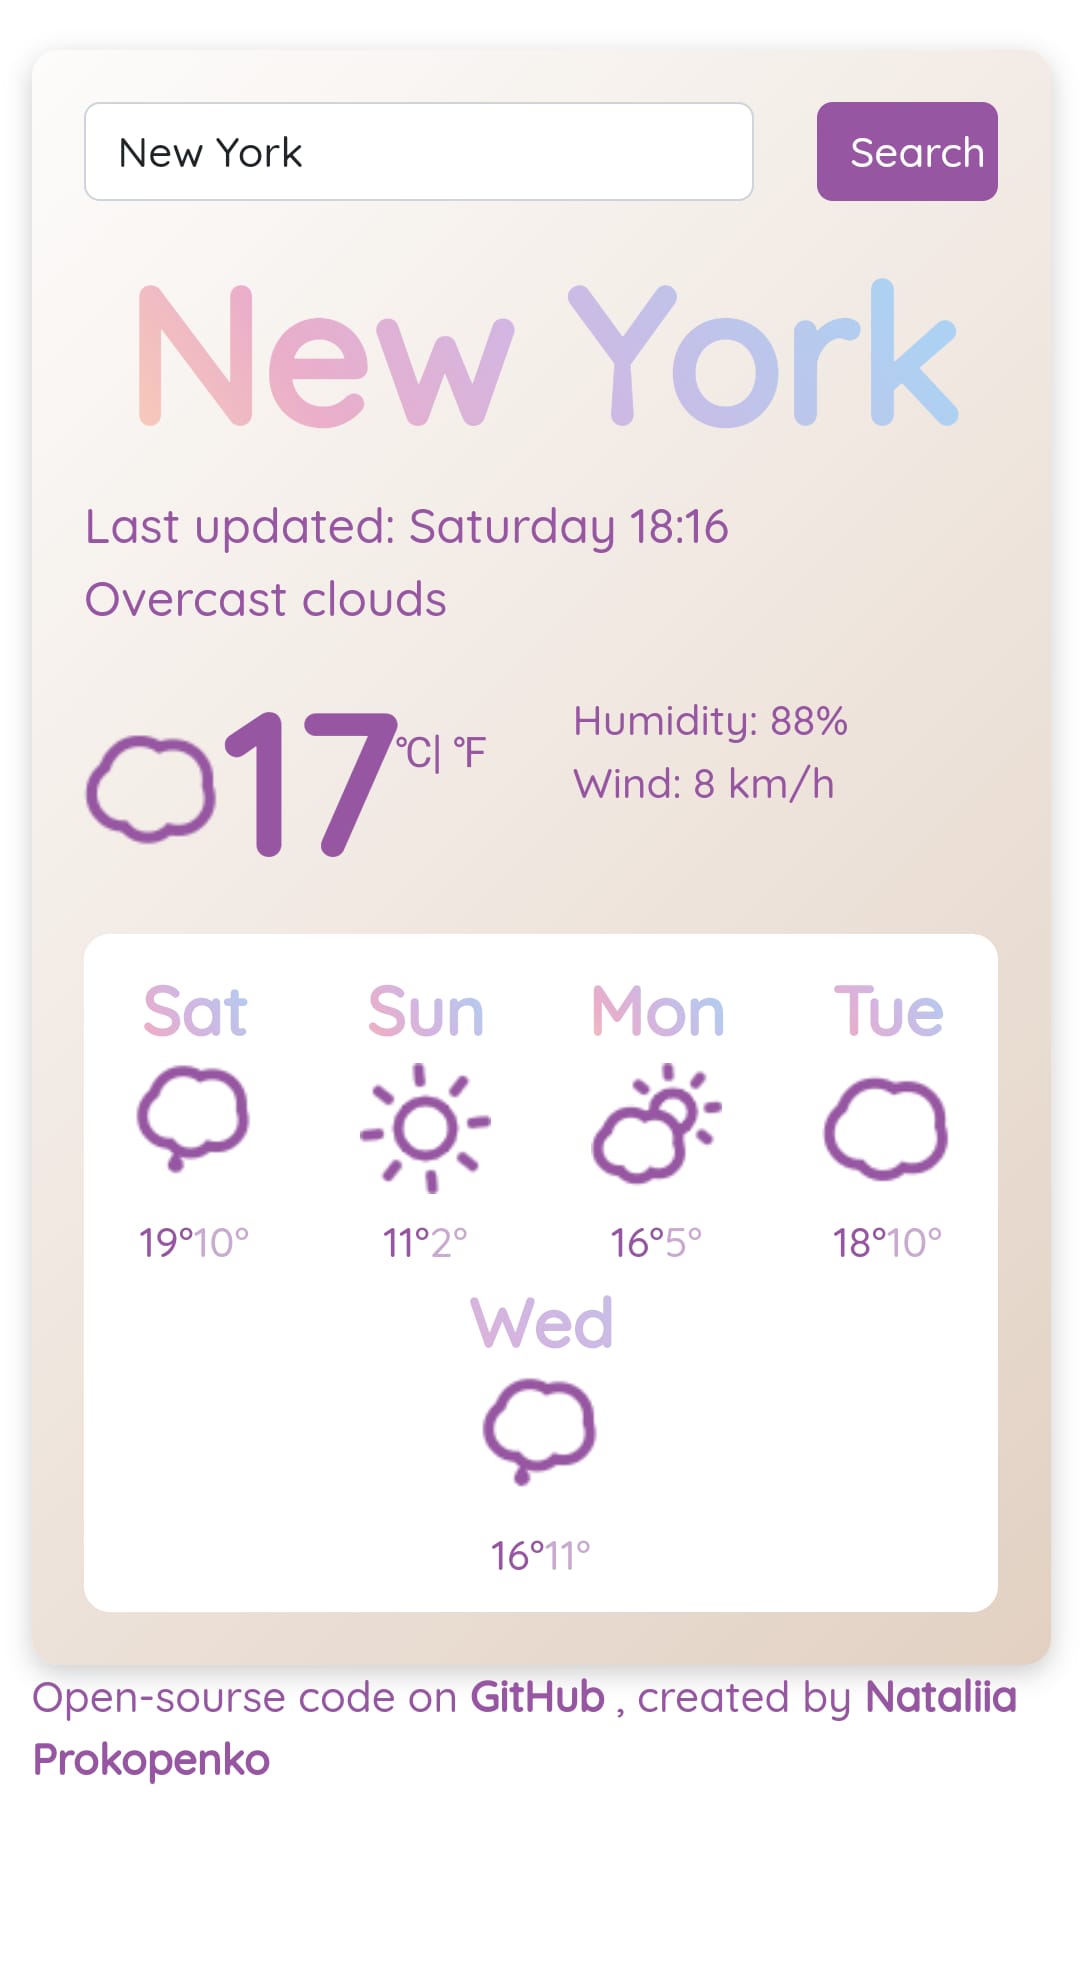 New York
Search
New York
Last updated: Saturday 18:16
Overcast clouds
17 °C| °F
Humidity: 88%
Wind: 8 km/h
Sat Sun Mon Tue
19°10° 11°2° 16°5° 18°10°
Wed
16°11°
Open-sourse code on GitHub , created by Nataliia
Prokopenko